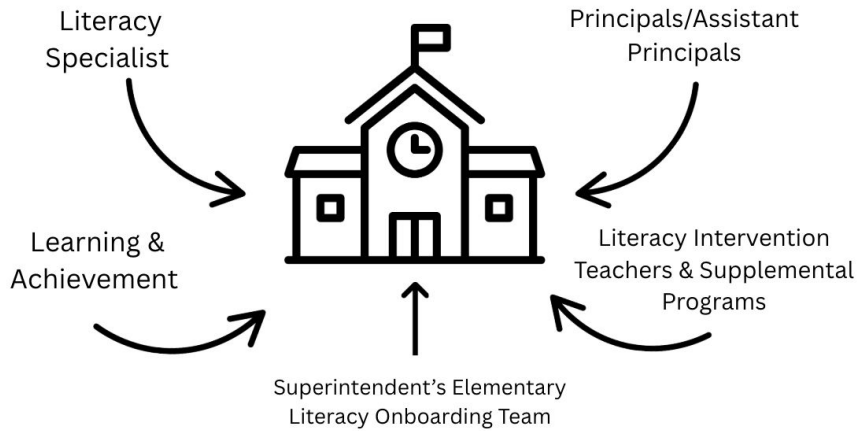 Literacy
Specialist
Principals/Assistant
Principals
Learning &
Achievement
Literacy Intervention
Teachers & Supplemental
Programs
Superintendent’s Elementary
Literacy Onboarding Team